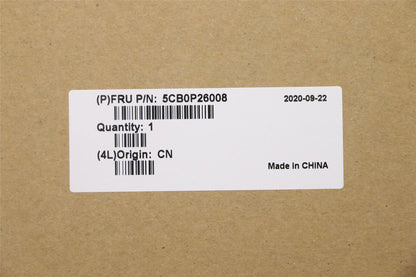 (P)FRU P/N: 5CB0P26008 2020-09-22
Quantity: 1
(4L)Origin: CN
Made in CHINA